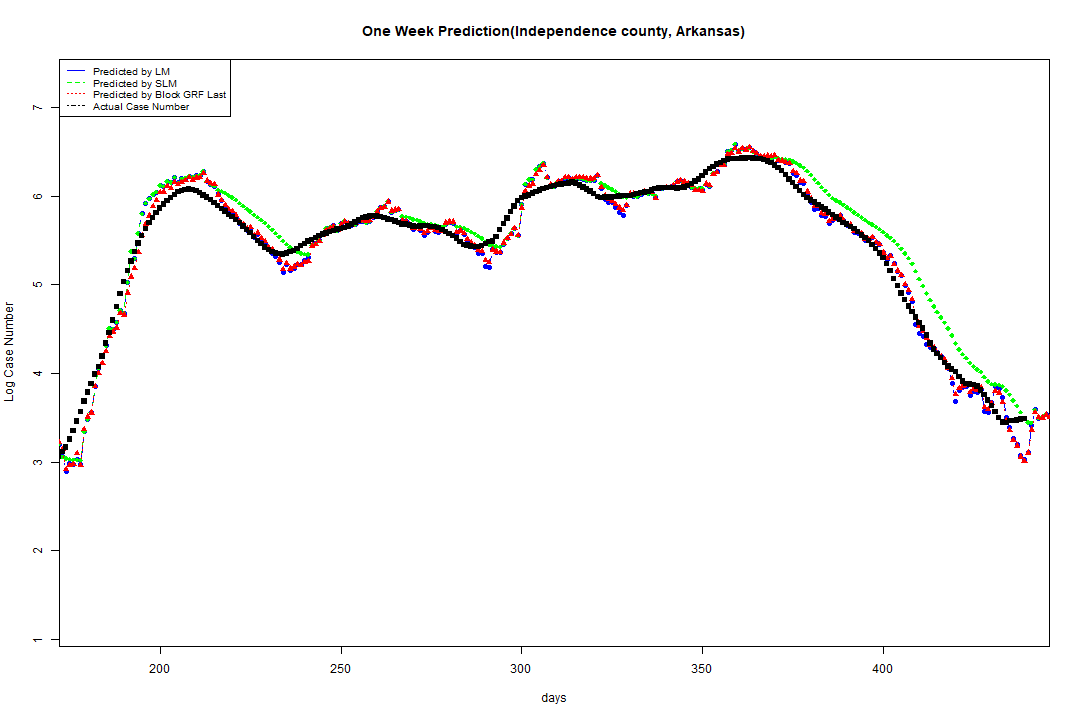 One Week Prediction(Independence county, Arkansas)
Predicted by LM
Predicted by SLM
Predicted by Block GRF Last
Actual Case Number
7
6
5
4
3
2
1
Log Case Number
200 250 300 350 400
days